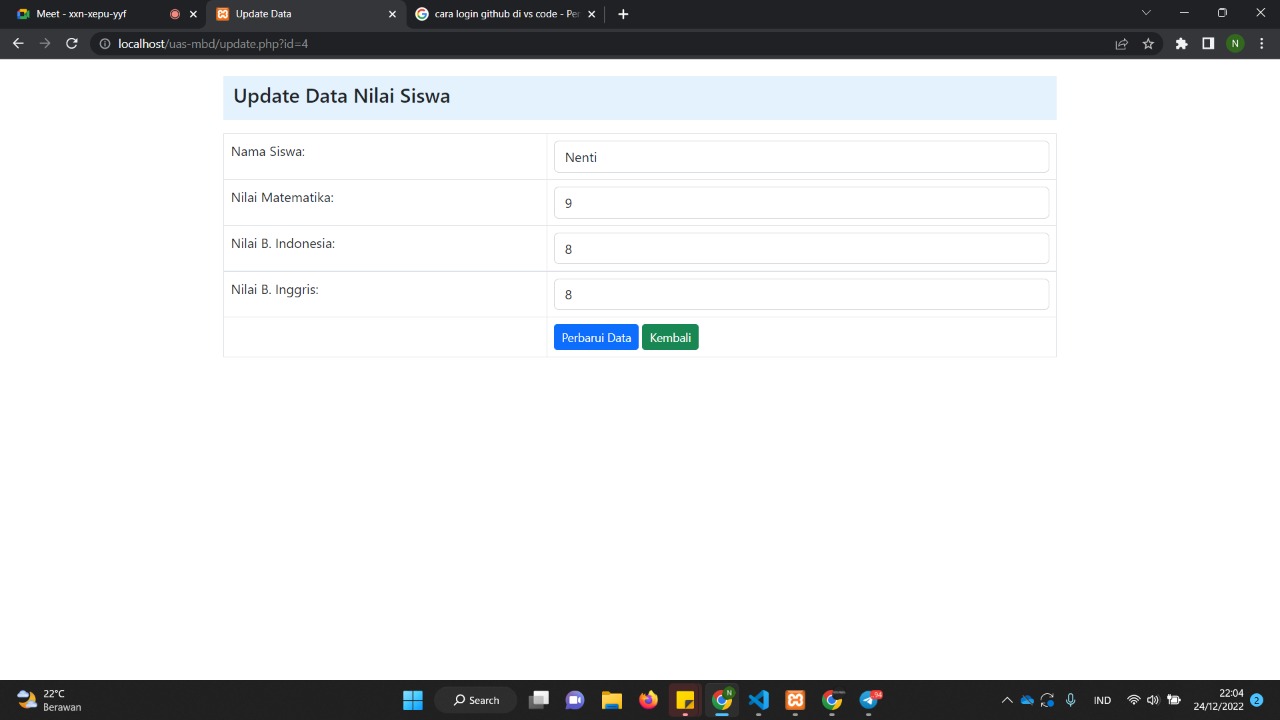 Meet - xxn-xepu-yyf
Update Data
cara login github di vs code - Per
localhost/uas-mbd/update.php?id=4
N
Update Data Nilai Siswa
Nama Siswa:
Nenti
Nilai Matematika:
9
Nilai B. Indonesia:
8
Nilai B. Inggris:
8
Perbarui Data
Kembali
22°C
Berawan
Search
N
94
IND
22:04
24/12/2022
2